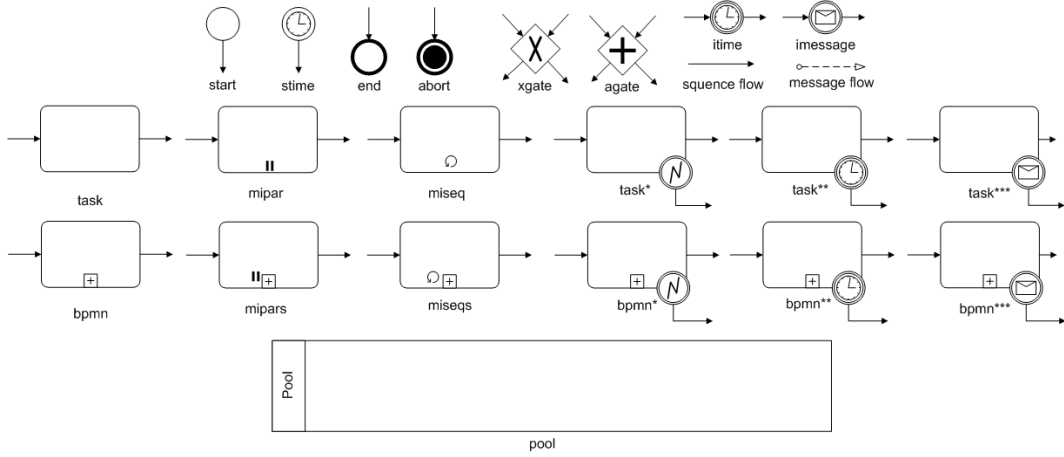 itime
imessage
start
stime
end
abort
xgate
agate
squence flow
message flow
task
mipar
miseq
task*
task**
task***
bpmn
mipars
miseqs
bpmn*
bpmn**
bpmn***
Pool
pool